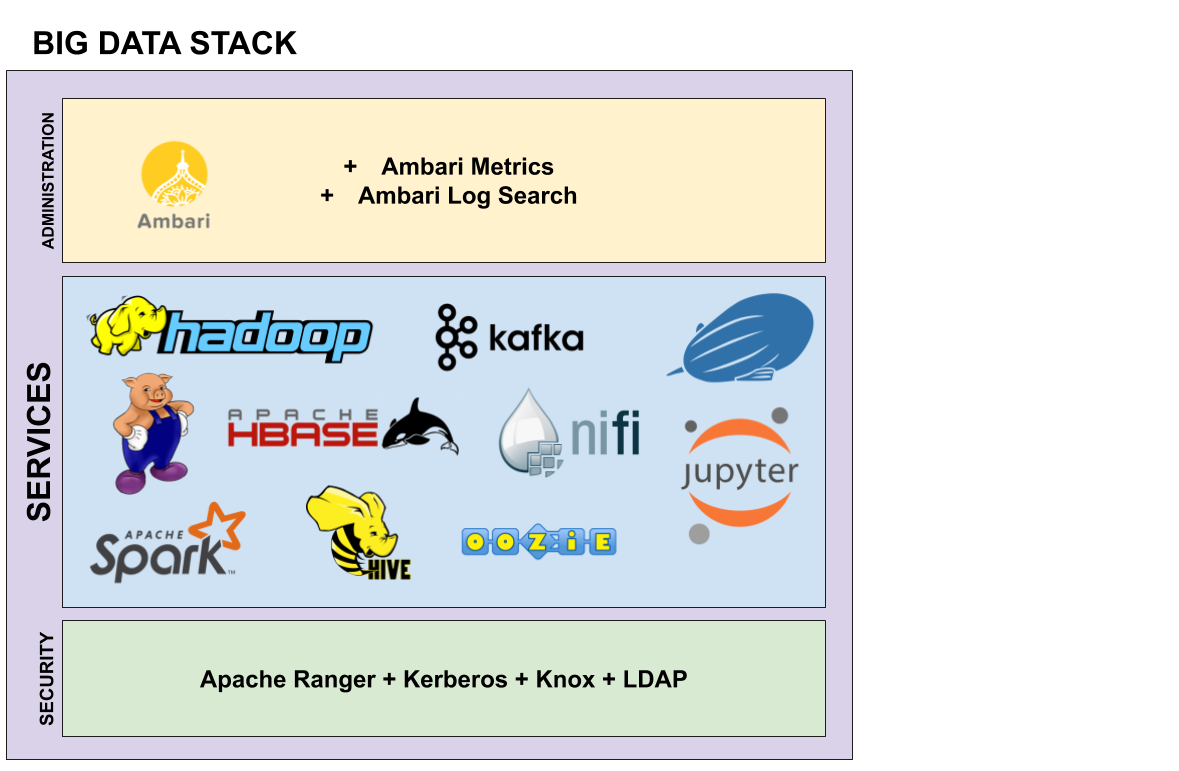 BIG DATA STACK
ADMINISTRATION
Ambari
+ Ambari Metrics
+ Ambari Log Search
SERVICES
hadoop
kafka
APACHE
HBASE
nifi
jupyter
APACHE
Spark™
HIVE
OOZiE
SECURITY
Apache Ranger + Kerberos + Knox + LDAP